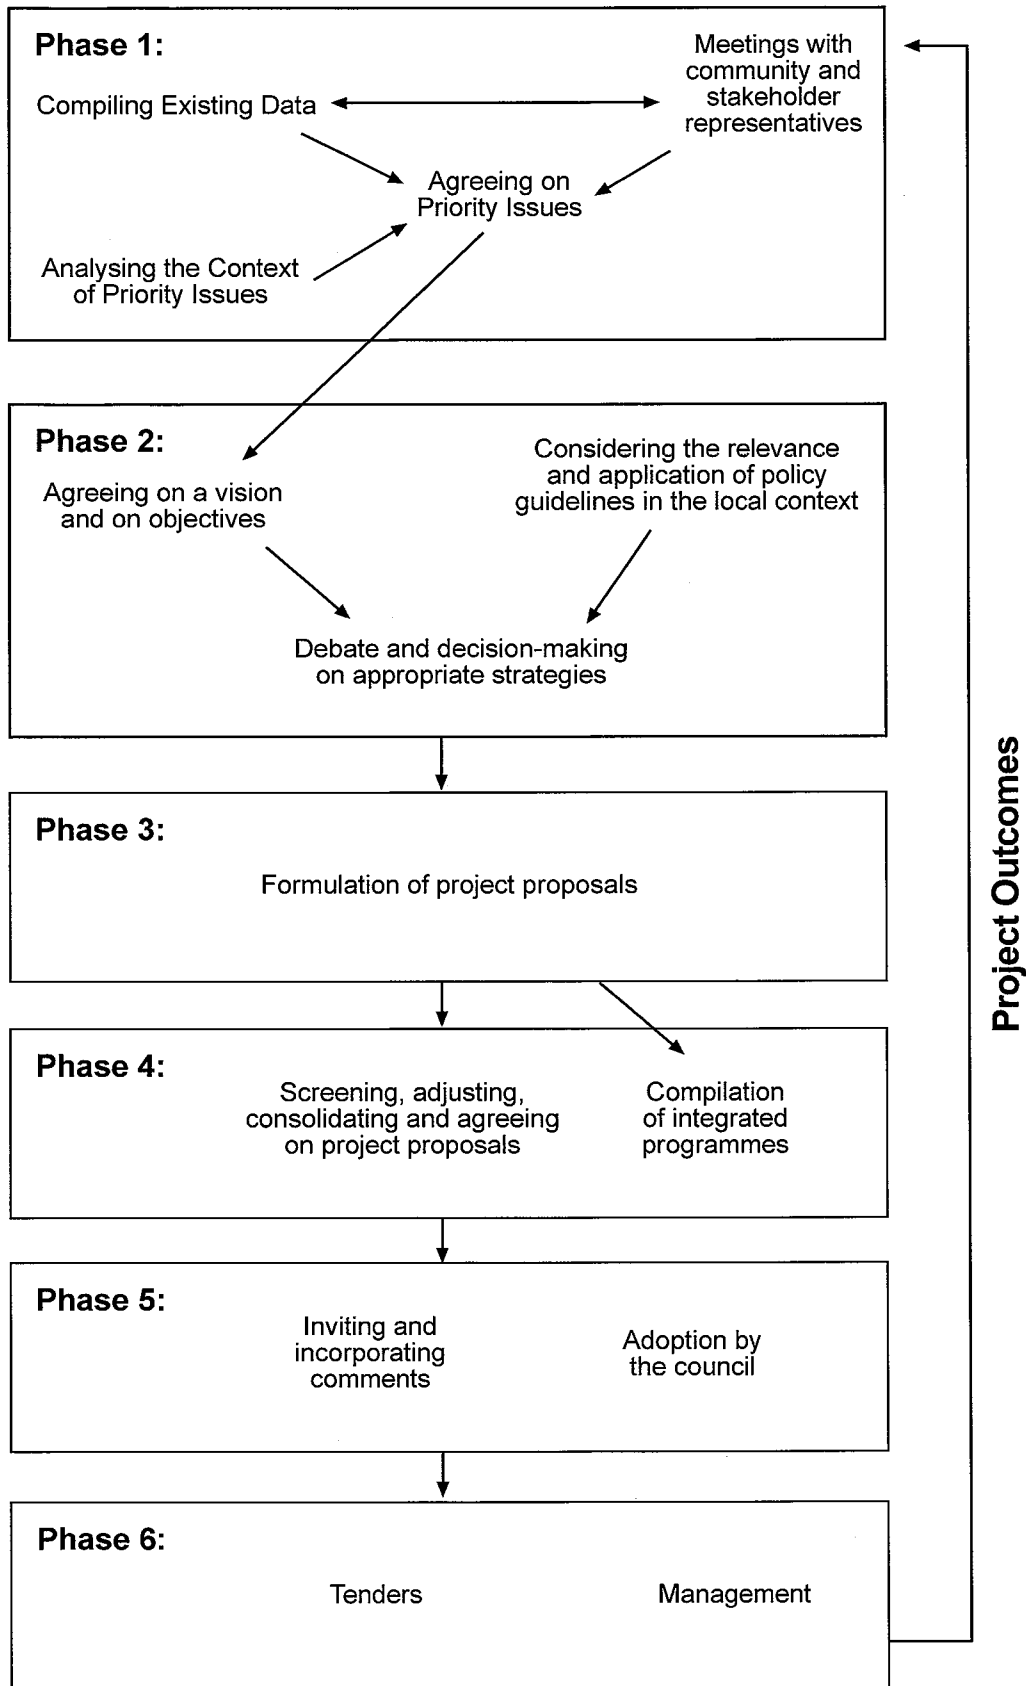 Phase 1:
Compiling Existing Data
Meetings with
community and
stakeholder
representatives
Agreeing on
Priority Issues
Analysing the Context
of Priority Issues
Phase 2:
Agreeing on a vision
and on objectives
Considering the relevance
and application of policy
guidelines in the local context
Debate and decision-making
on appropriate strategies
Phase 3:
Formulation of project proposals
Phase 4:
Screening, adjusting,
consolidating and agreeing
on project proposals
Compilation
of integrated
programmes
Phase 5:
Inviting and
incorporating
comments
Adoption by
the council
Phase 6:
Tenders
Management
Project Outcomes